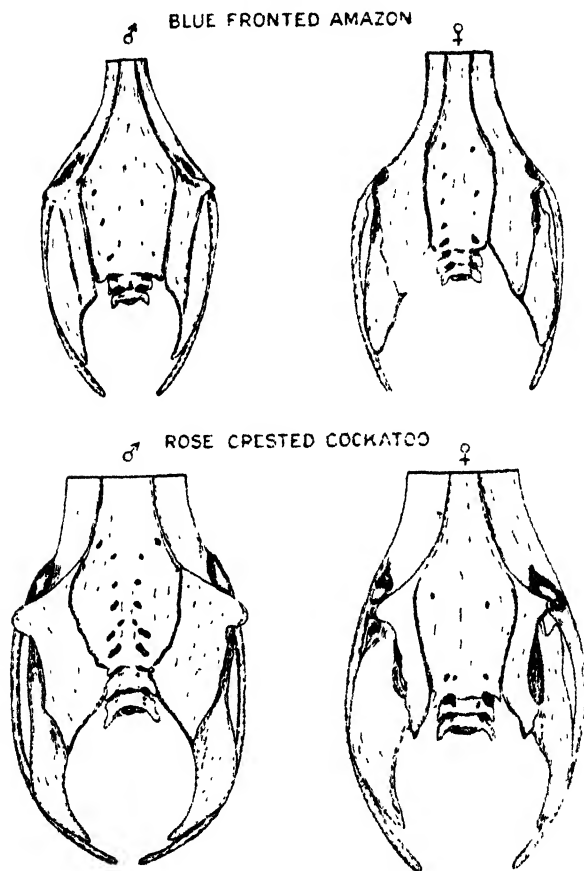 BLUE FRONTED AMAZON
♂ ♀
ROSE CRESTED COCKATOO
♂ ♀